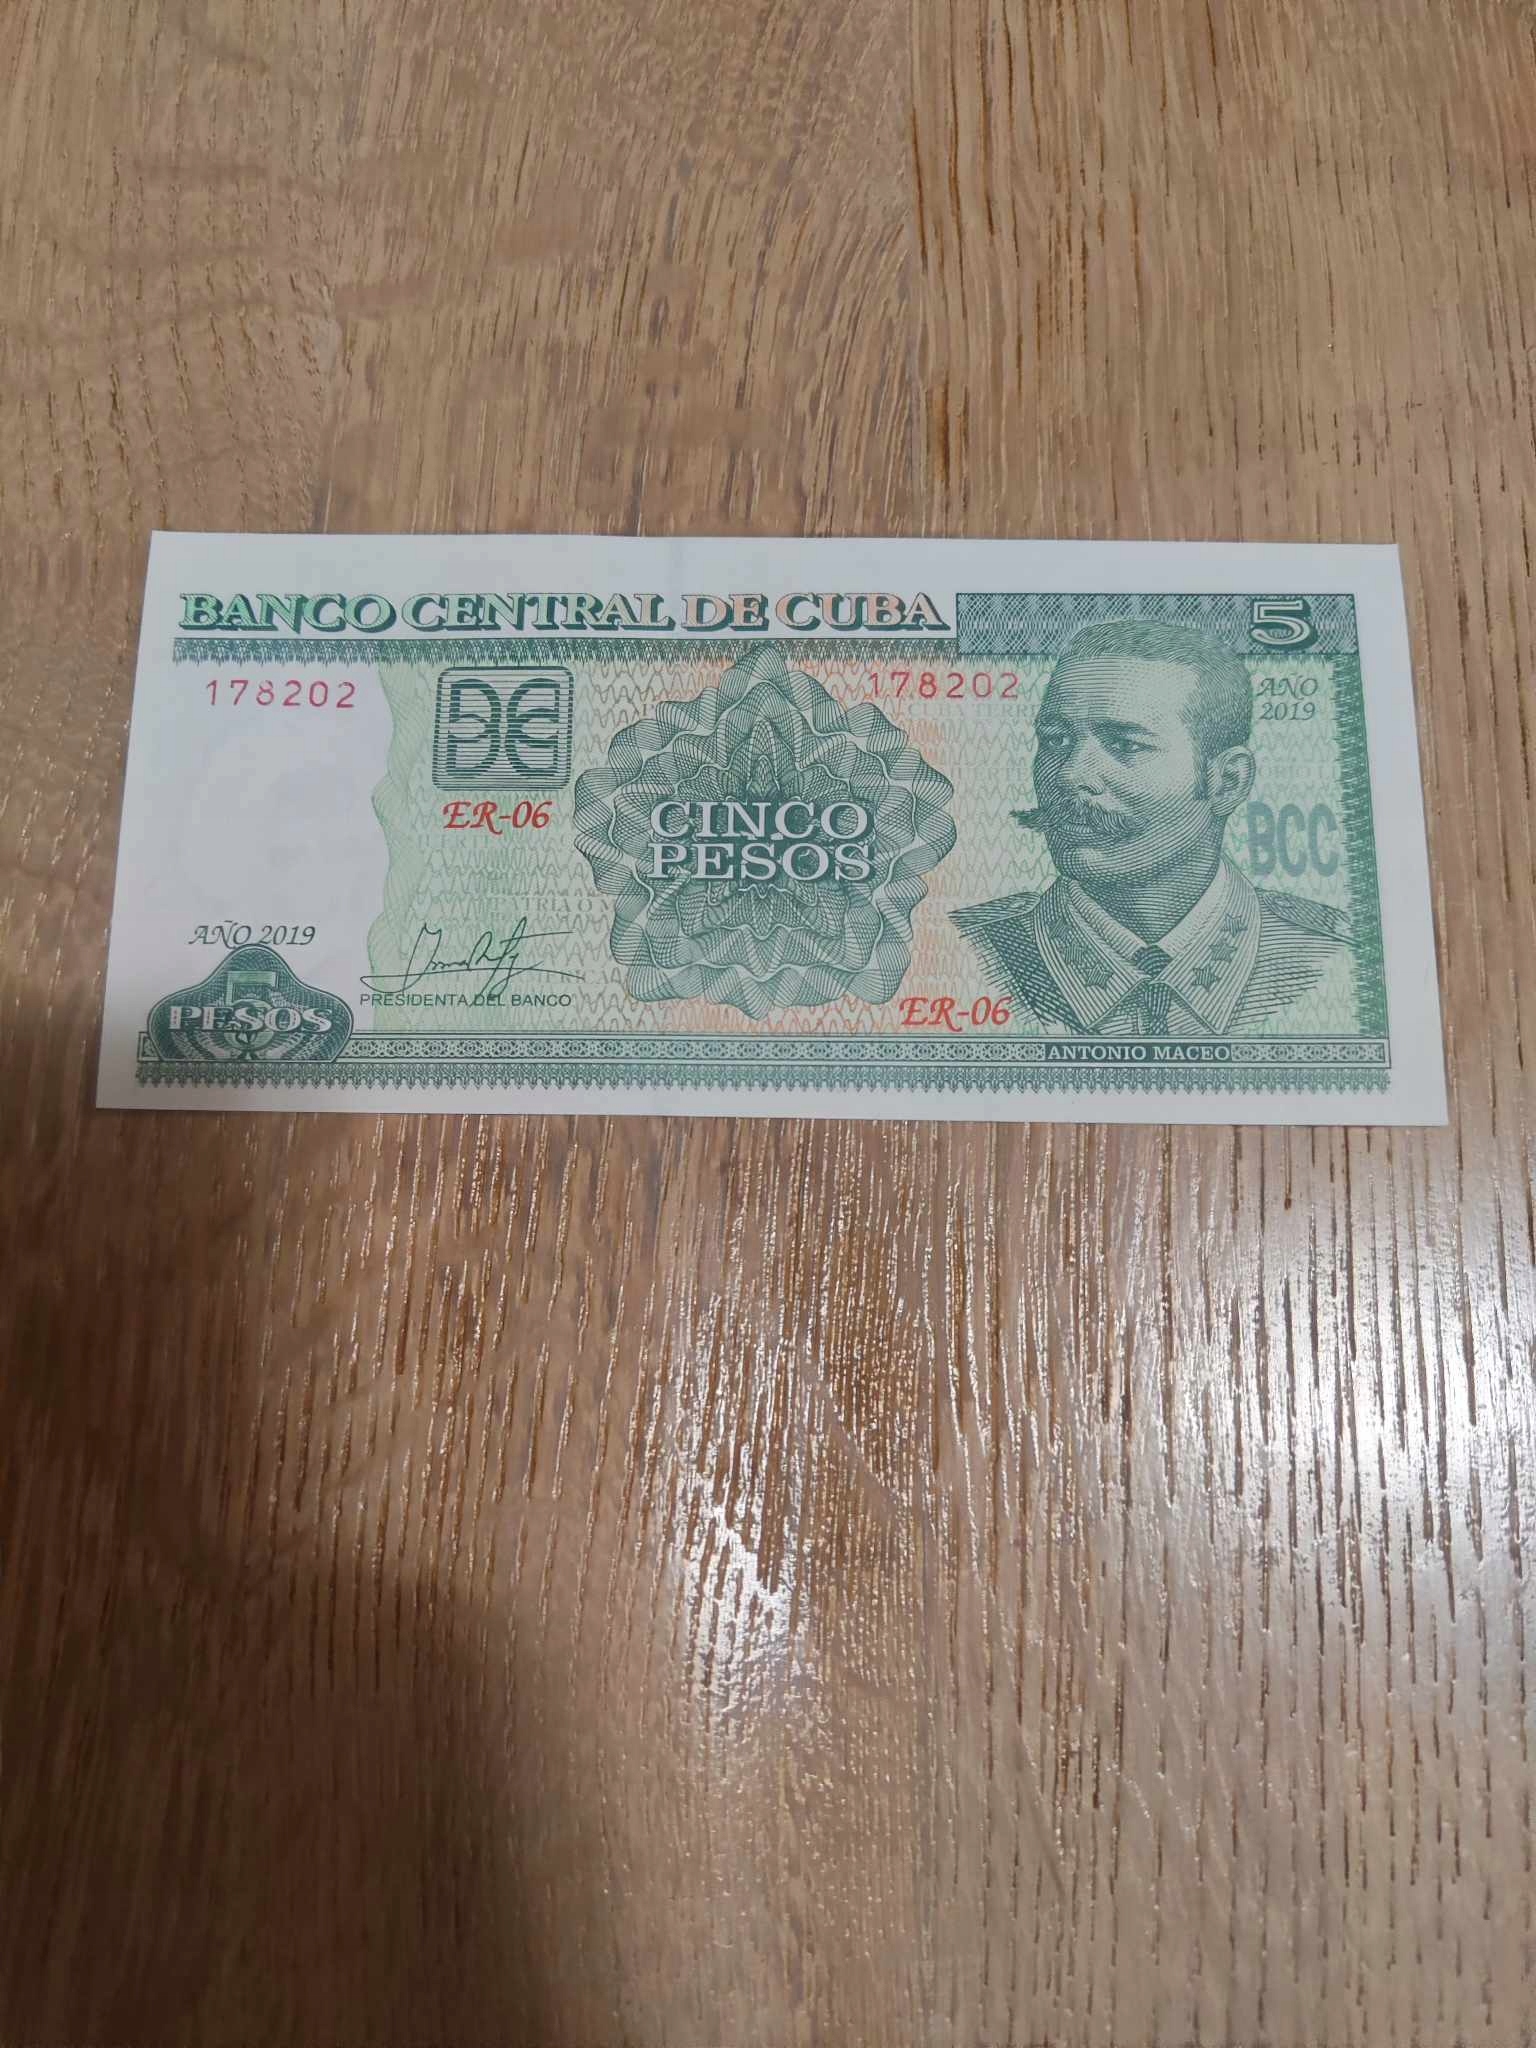 BANCO CENTRAL DE CUBA
5
178202
178202
AÑO
2019
ER-06
CINCO
PESOS
BCC
PATRIA O M
AÑO 2019
5
PESOS
PRESIDENTA DEL BANCO
ER-06
ANTONIO MACEO